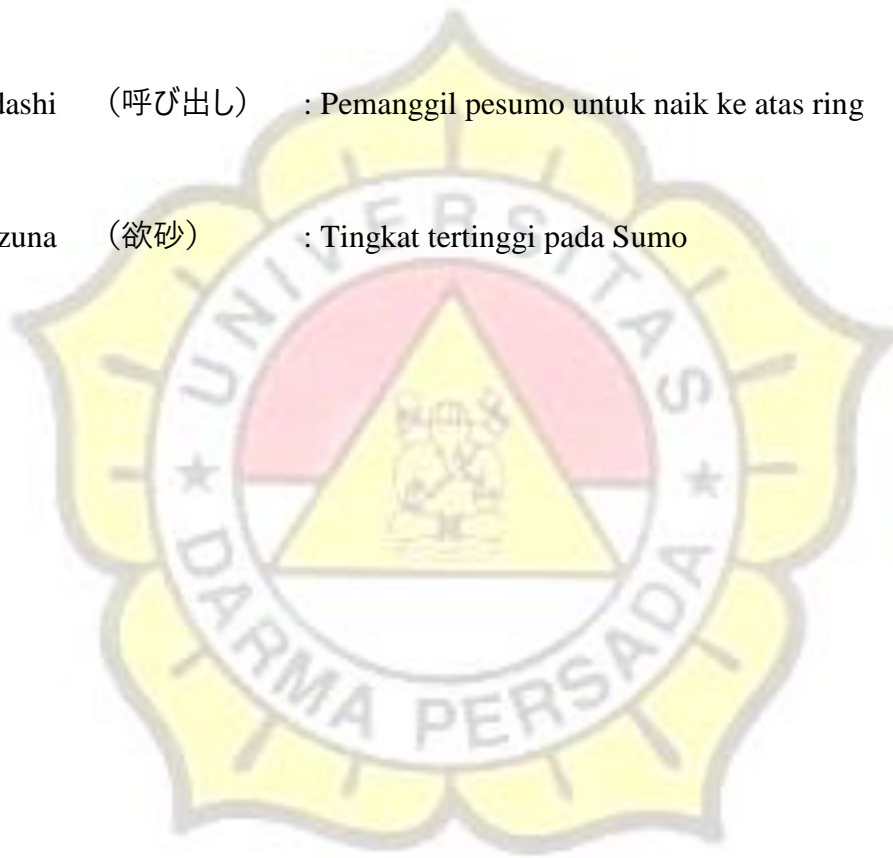 dashi （呼び出し） : Pemanggil pesumo untuk naik ke atas ring
zuna （欲砂） : Tingkat tertinggi pada Sumo
UNIVERSITAS
DARMA PERSADA